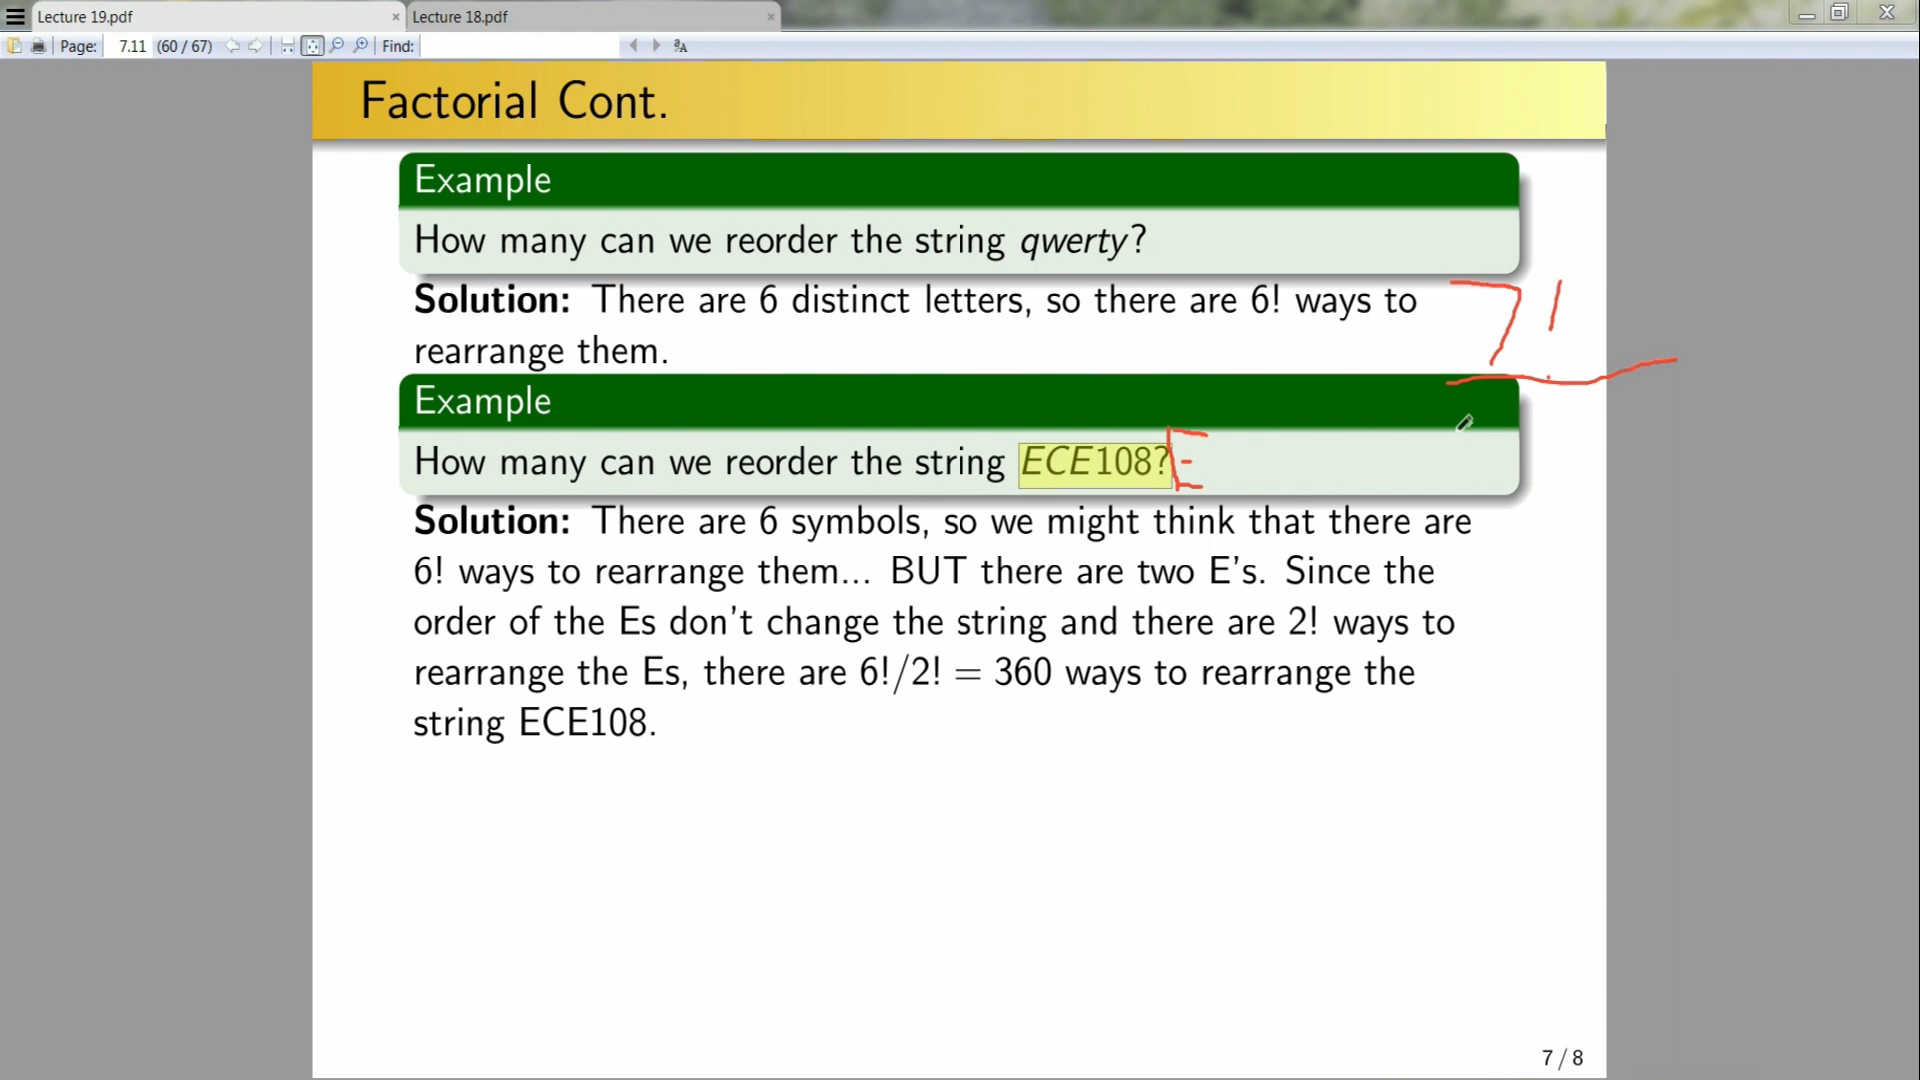 Lecture 19.pdf
Lecture 18.pdf
Page: 7.11 (60 / 67) Find:
Factorial Cont.
Example
How many can we reorder the string qwerty?
Solution: There are 6 distinct letters, so there are 6! ways to
rearrange them.
7!
Example
How many can we reorder the string ECE108? E
Solution: There are 6 symbols, so we might think that there are
6! ways to rearrange them... BUT there are two E's. Since the
order of the Es don't change the string and there are 2! ways to
rearrange the Es, there are 6!/2! = 360 ways to rearrange the
string ECE108.
7 / 8